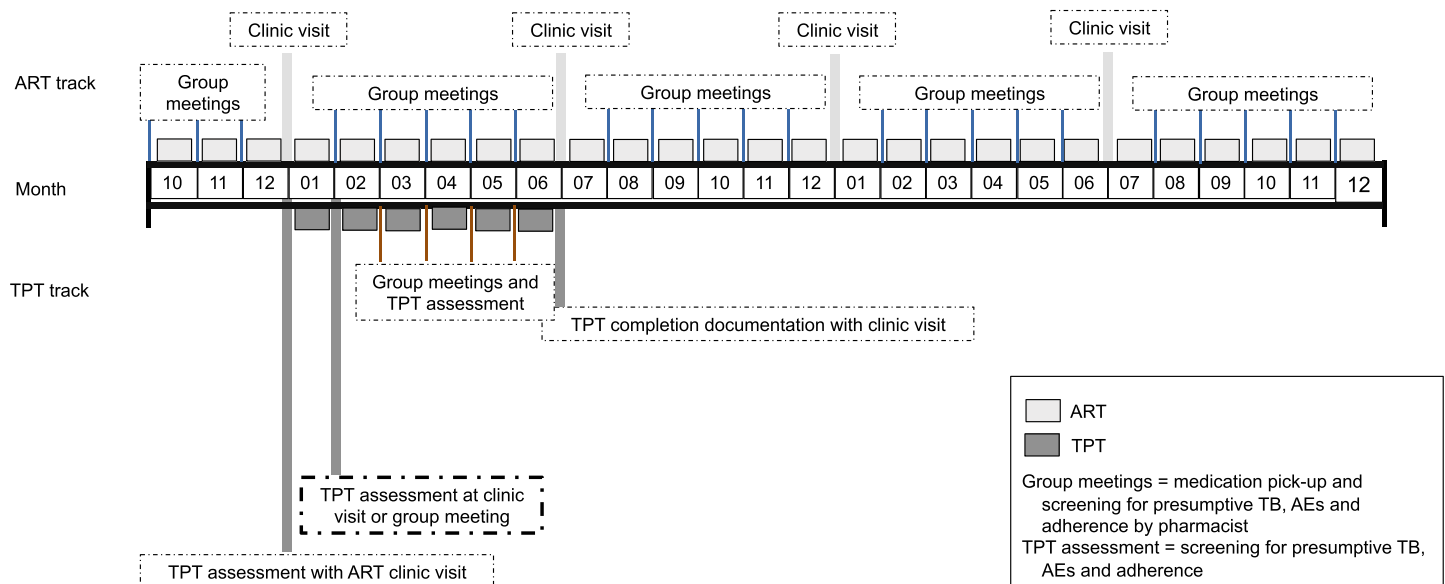 Clinic visit
Clinic visit
Clinic visit
Clinic visit
ART track
Group
meetings
Group meetings
Group meetings
Group meetings
Group meetings
Month
10 11 12 01 02 03 04 05 06 07 08 09 10 11 12 01 02 03 04 05 06 07 08 09 10 11 12
TPT track
Group meetings and
TPT assessment
TPT completion documentation with clinic visit
TPT assessment at clinic
visit or group meeting
TPT assessment with ART clinic visit
ART
TPT
Group meetings = medication pick-up and
screening for presumptive TB, AEs and
adherence by pharmacist
TPT assessment = screening for presumptive TB,
AEs and adherence